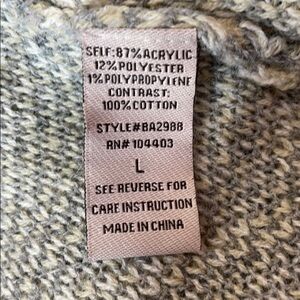 SELF: 87% ACRYLIC
12% POLYESTER
1% POLYPROPYLENE
CONTRAST:
100% COTTON
STYLE#BA2988
RN# 104403
L
SEE REVERSE FOR
CARE INSTRUCTION
MADE IN CHINA